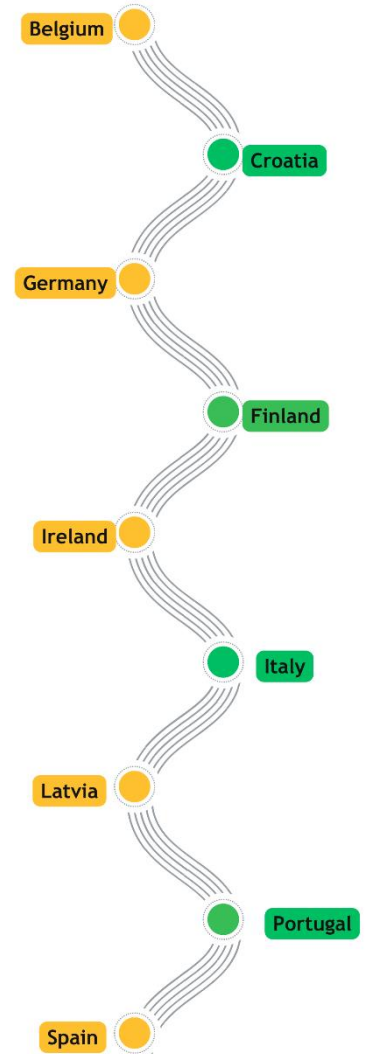 Belgium
Croatia
Germany
Finland
Ireland
Italy
Latvia
Portugal
Spain